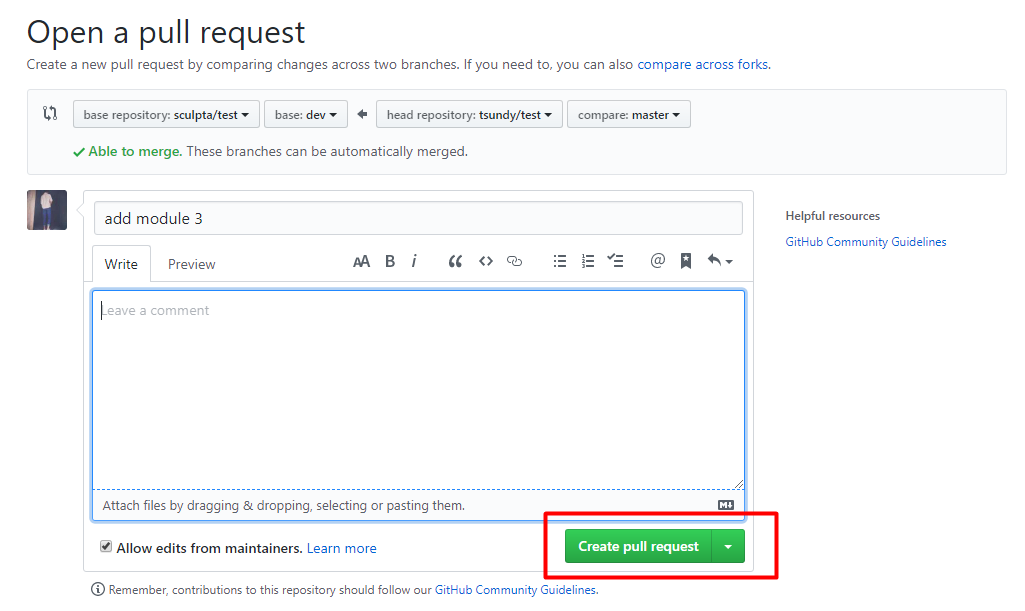 Open a pull request
Create a new pull request by comparing changes across two branches. If you need to, you can also compare across forks.
base repository: sculpta/test base: dev head repository: tsundy/test compare: master
Able to merge. These branches can be automatically merged.
add module 3
Helpful resources
GitHub Community Guidelines
Write Preview AA B i @
Leave a comment
Attach files by dragging & dropping, selecting or pasting them.
Allow edits from maintainers. Learn more
Create pull request
Remember, contributions to this repository should follow our GitHub Community Guidelines.